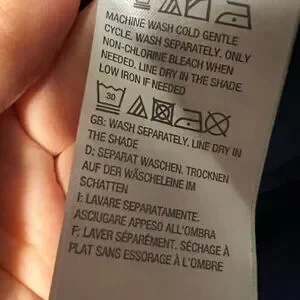 MACHINE WASH COLD GENTLE
CYCLE. WASH SEPARATELY. ONLY
NON-CHLORINE BLEACH WHEN
NEEDED. LINE DRY IN THE SHADE.
LOW IRON IF NEEDED
30
GB: WASH SEPARATELY. LINE DRY IN
THE SHADE
D: SEPARAT WASCHEN. TROCKNEN
AUF DER WÄSCHELEINE IM
SCHATTEN
I: LAVARE SEPARATAMENTE.
ASCIUGARE APPESO ALL'OMBRA
F: LAVER SÉPARÉMENT. SÉCHAGE À
PLAT SANS ESSORAGE À L'OMBRE